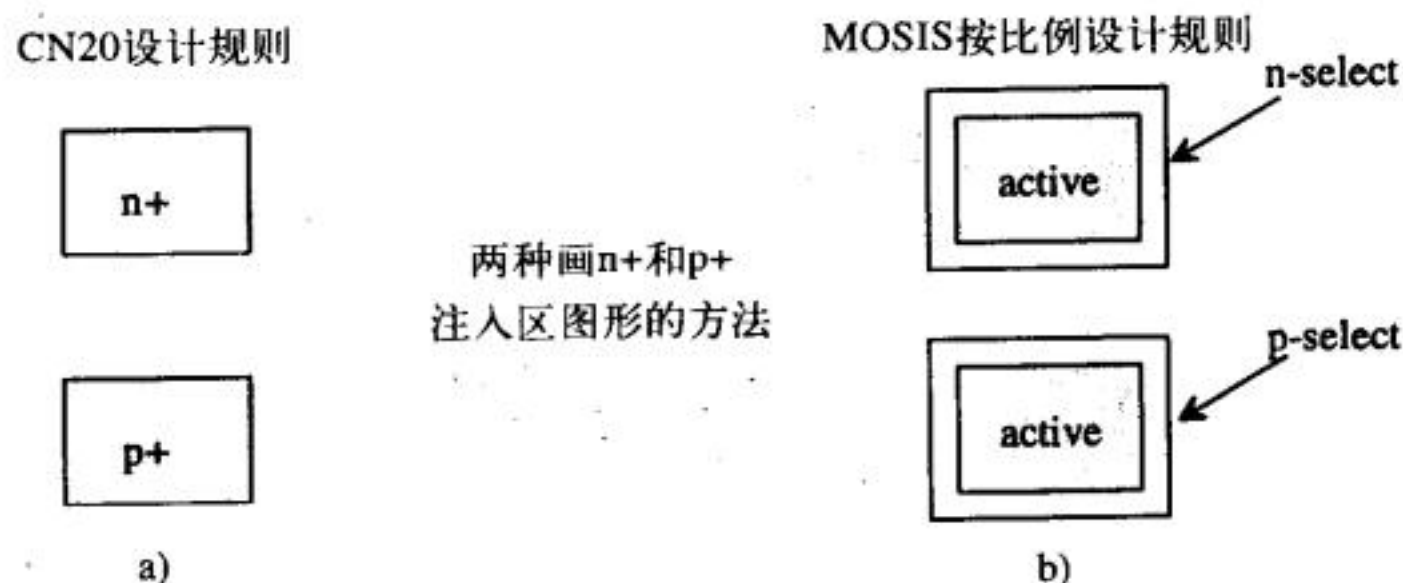 CN20设计规则
MOSIS按比例设计规则
n-select
n+
active
两种画n+和p+
注入区图形的方法
p-select
p+
active
a)
b)